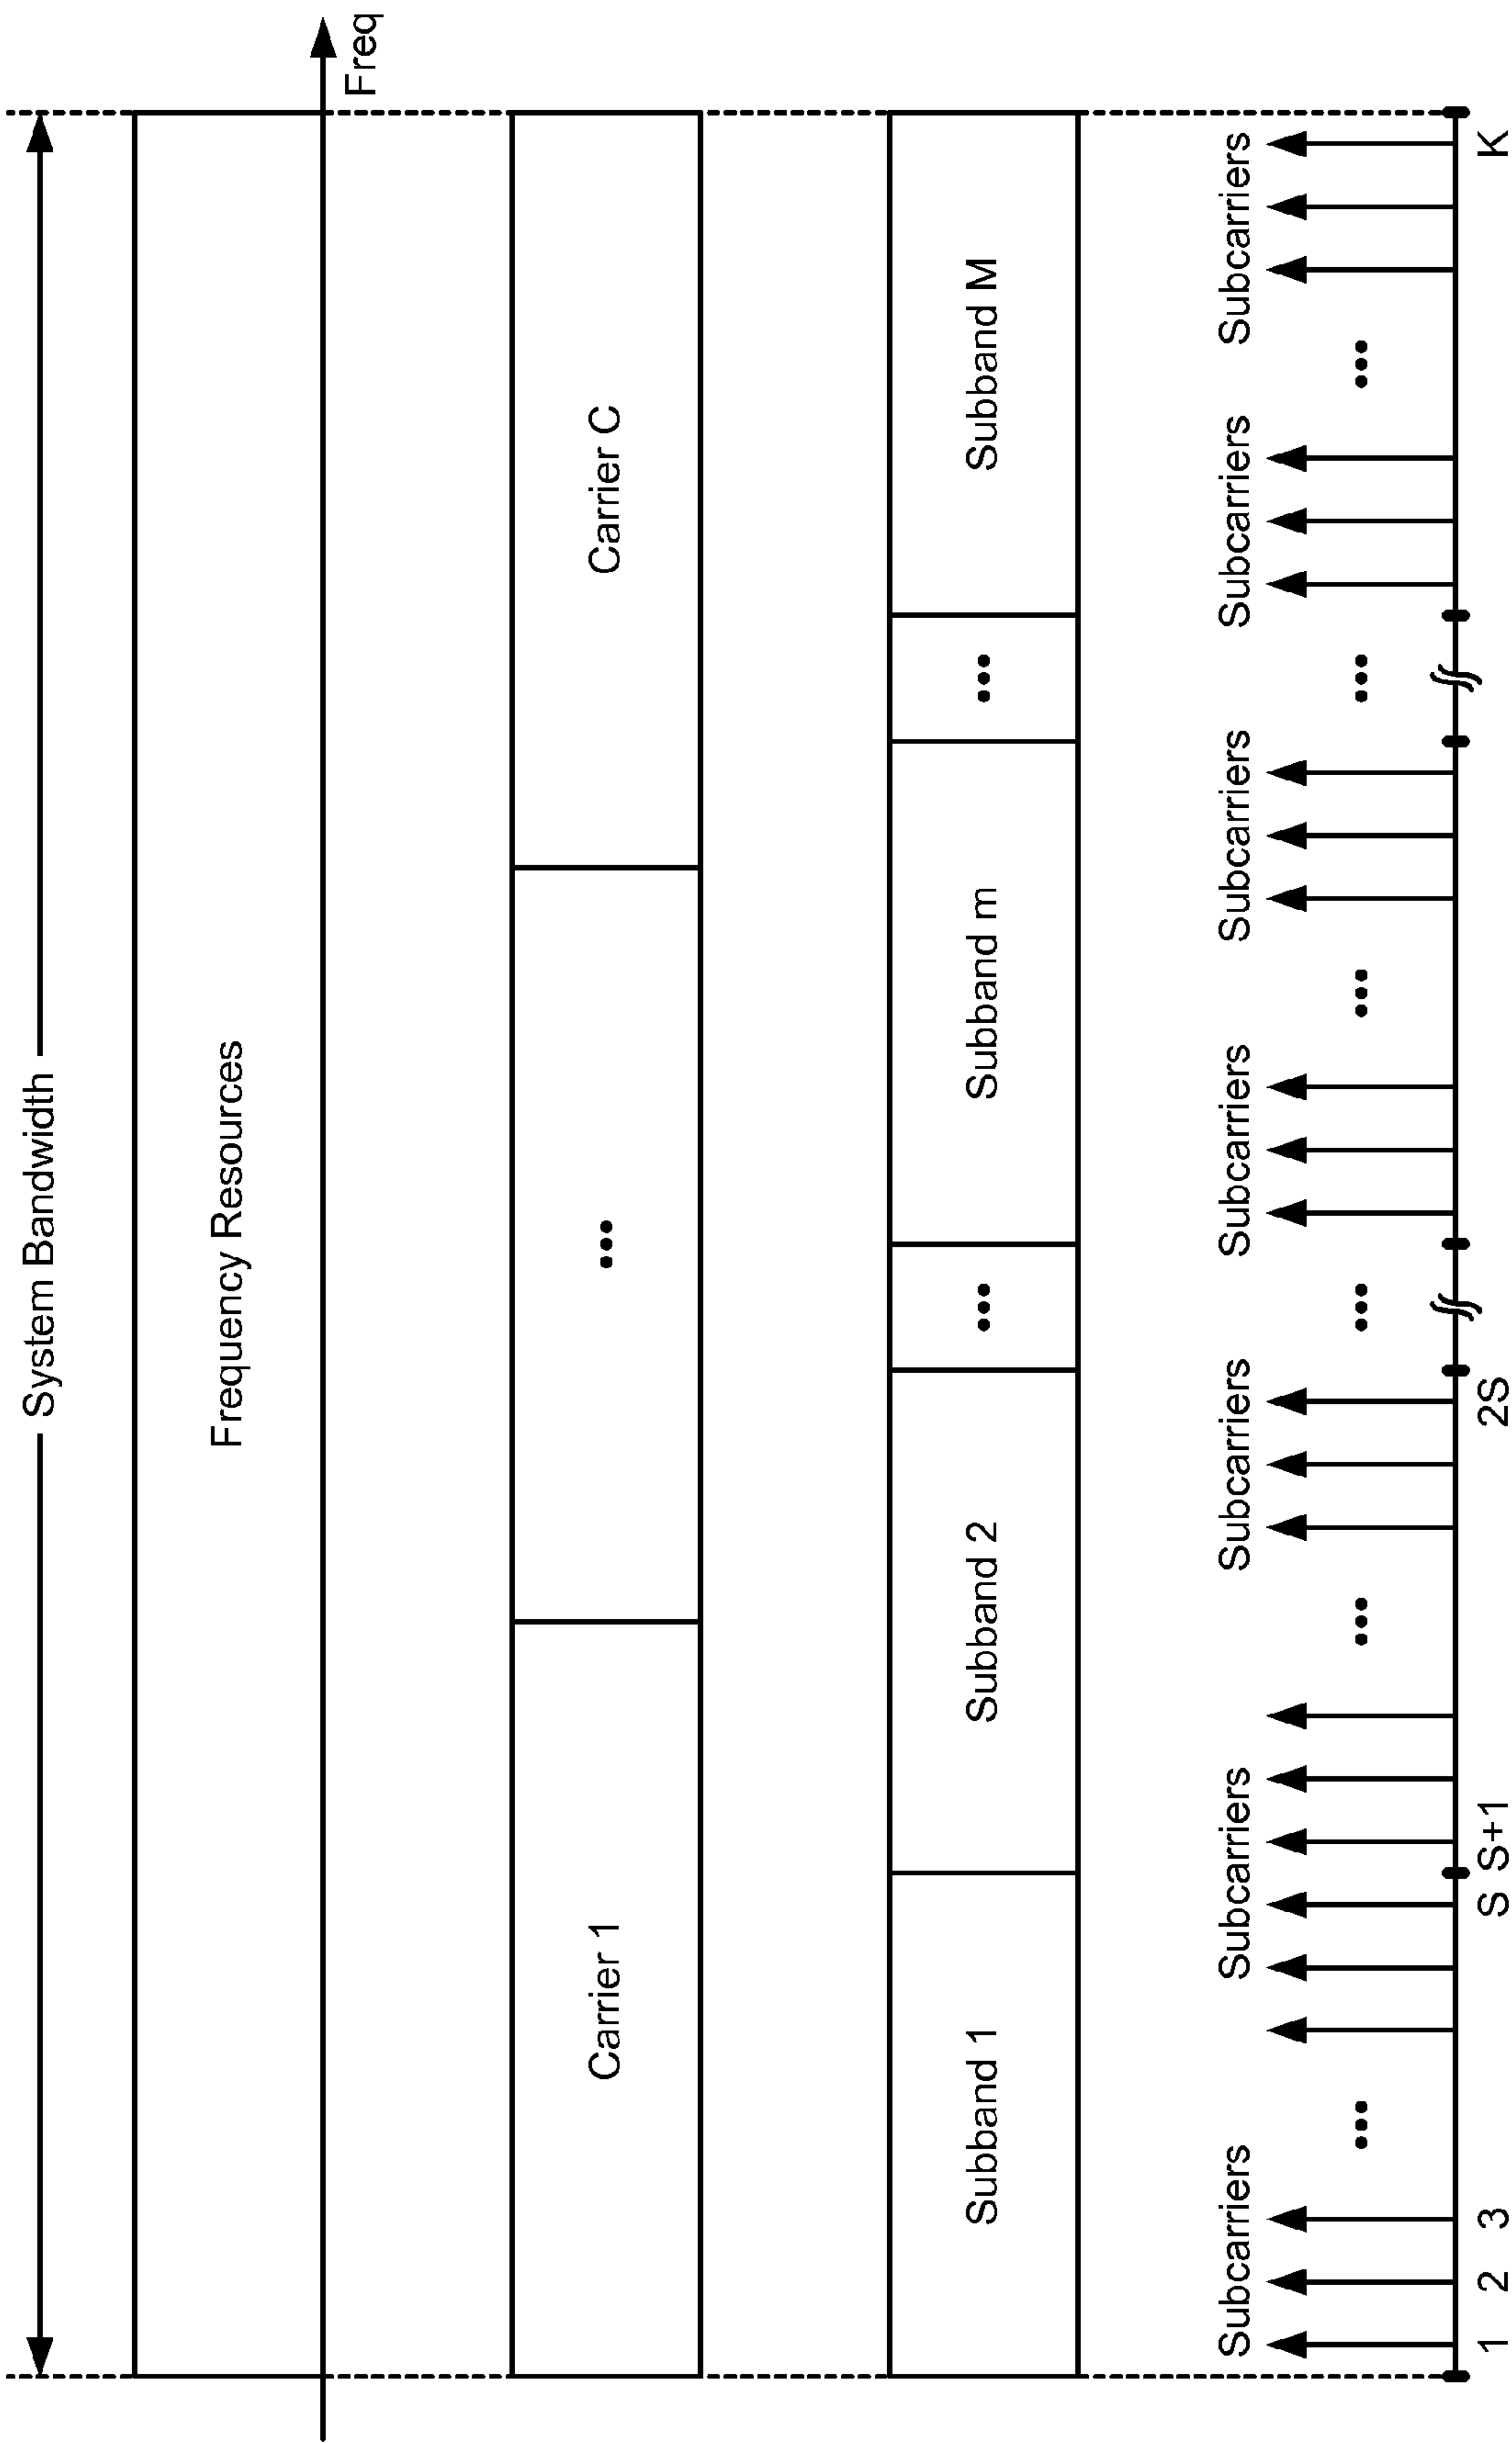 System Bandwidth
Frequency Resources
Freq
Carrier 1
•••
Carrier C
Subband 1
Subband 2
•••
Subband m
•••
Subband M
Subcarriers
Subcarriers
Subcarriers
Subcarriers
Subcarriers
Subcarriers
Subcarriers
•••
•••
•••
•••
•••
•••
1 2 3 S S+1 2S K